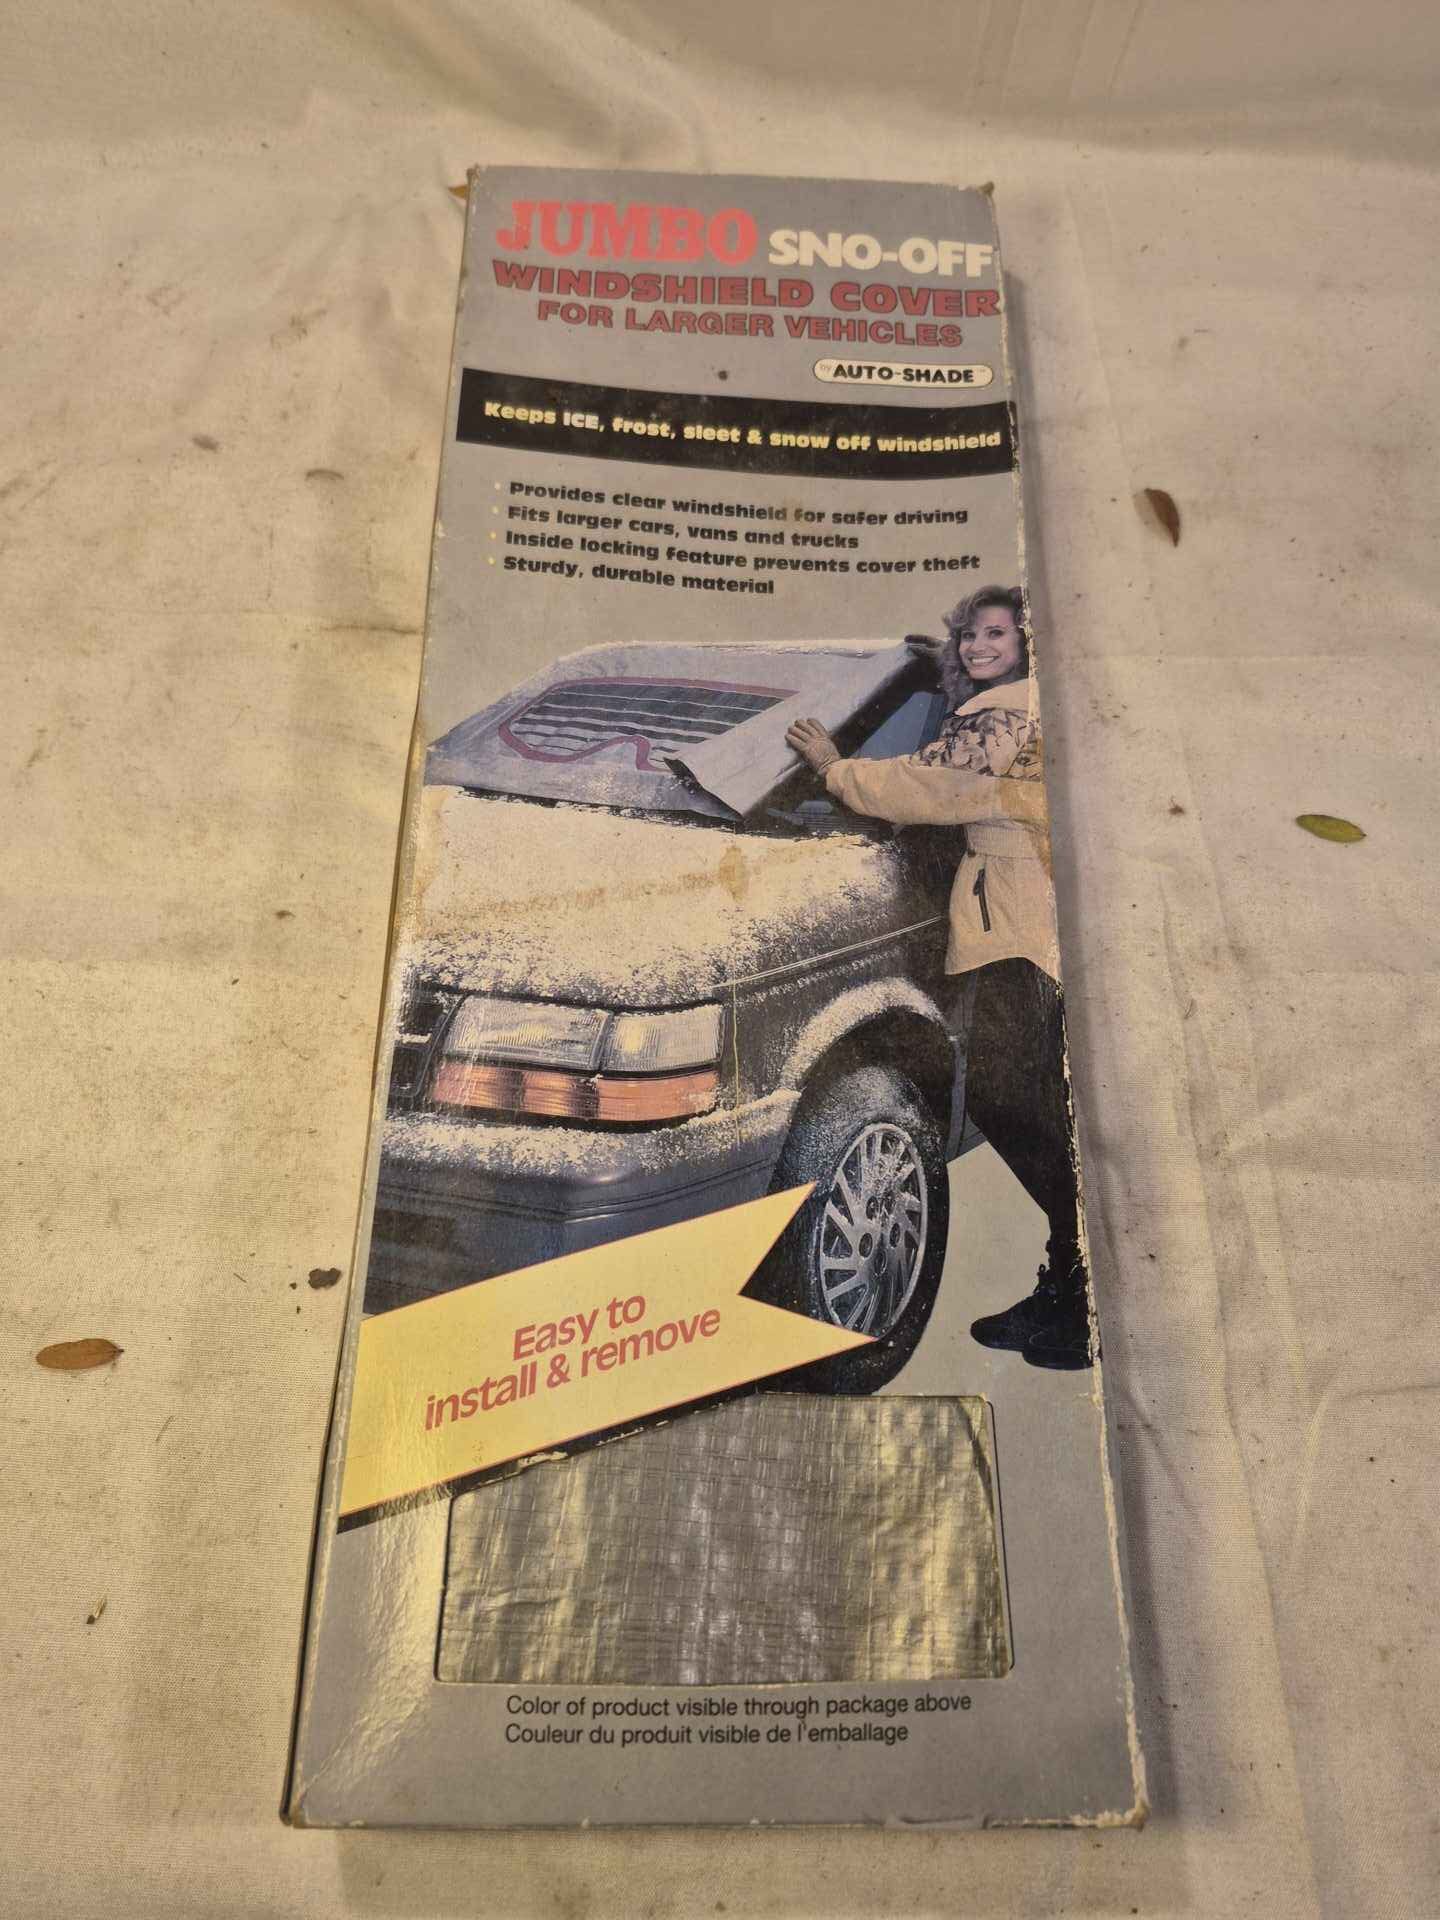 JUMBO SNO-OFF
WINDSHIELD COVER
FOR LARGER VEHICLES
by AUTO-SHADE™
Keeps ICE, frost, sleet & snow off windshield
• Provides clear windshield for safer driving
• Fits larger cars, vans and trucks
• Inside locking feature prevents cover theft
• Sturdy, durable material
Easy to
install & remove
Color of product visible through package above
Couleur du produit visible de l'emballage